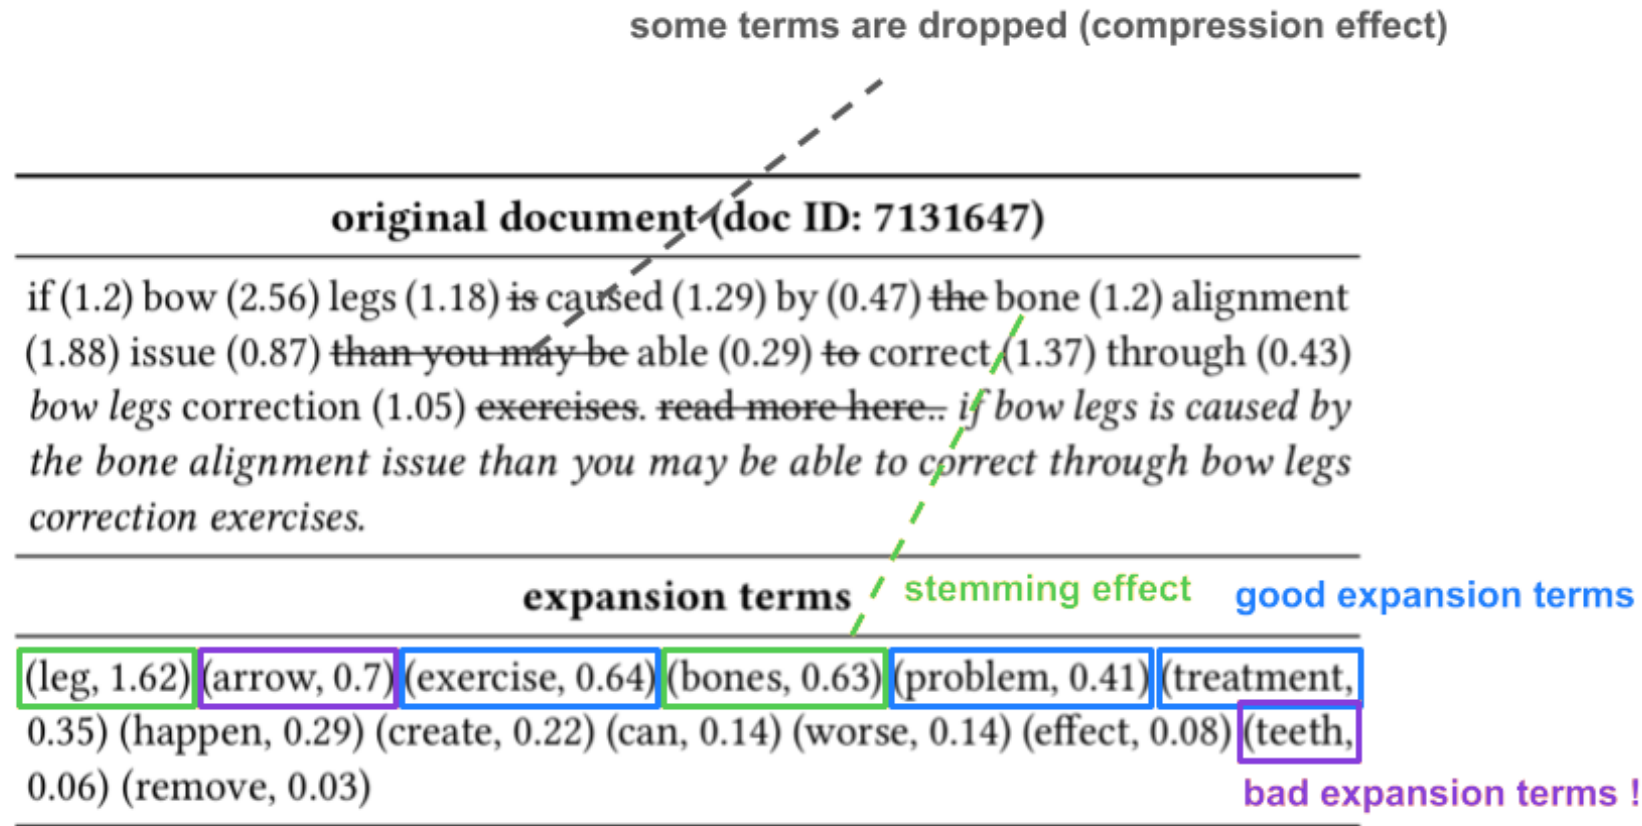 some terms are dropped (compression effect)
original document (doc ID: 7131647)
if (1.2) bow (2.56) legs (1.18) is caused (1.29) by (0.47) the bone (1.2) alignment
(1.88) issue (0.87) than you may be able (0.29) to correct (1.37) through (0.43)
bow legs correction (1.05) exercises. read more here.. if bow legs is caused by
the bone alignment issue than you may be able to correct through bow legs
correction exercises.
expansion terms
stemming effect
good expansion terms
(leg, 1.62) (arrow, 0.7) (exercise, 0.64) (bones, 0.63) (problem, 0.41) (treatment,
0.35) (happen, 0.29) (create, 0.22) (can, 0.14) (worse, 0.14) (effect, 0.08) (teeth,
0.06) (remove, 0.03)
bad expansion terms !